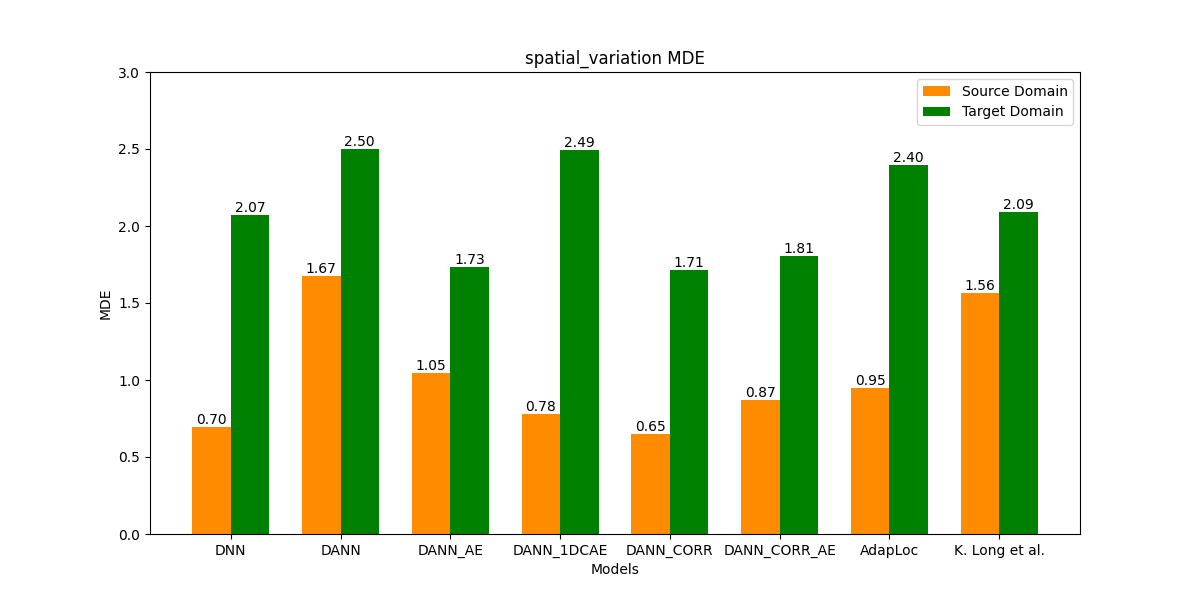 spatial_variation MDE
3.0
2.5
2.0
1.5
1.0
0.5
0.0
MDE
Source Domain
Target Domain
0.70
2.07
1.67
2.50
1.05
1.73
0.78
2.49
0.65
1.71
0.87
1.81
0.95
2.40
1.56
2.09
DNN
DANN
DANN_AE
DANN_1DCAE
DANN_CORR
DANN_CORR_AE
AdapLoc
K. Long et al.
Models